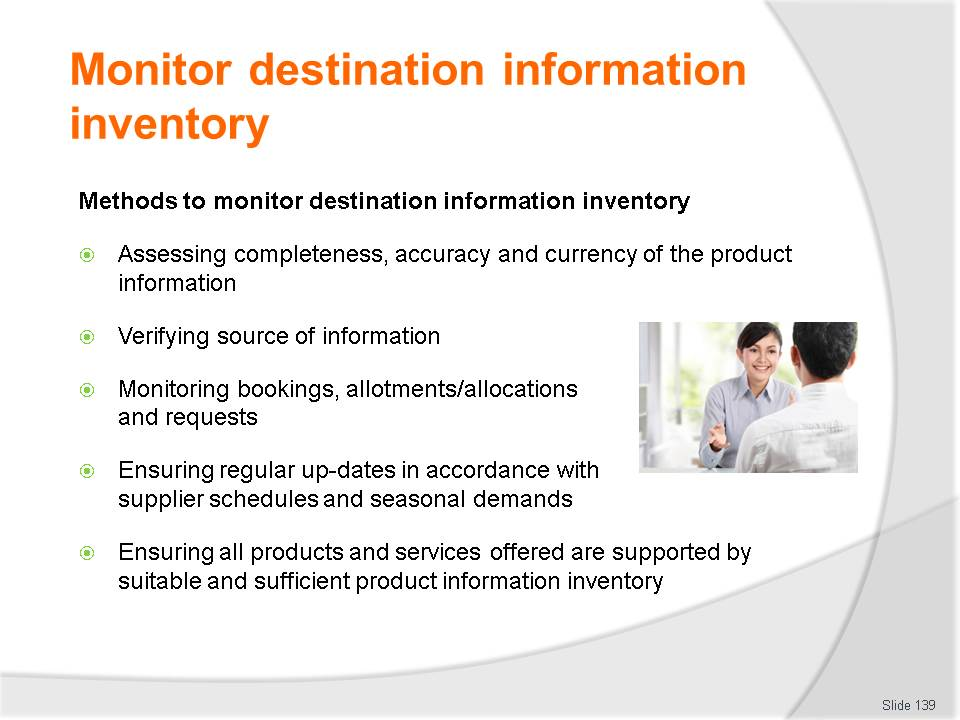 Monitor destination information
inventory
Methods to monitor destination information inventory
Assessing completeness, accuracy and currency of the product
information
Verifying source of information
Monitoring bookings, allotments/allocations
and requests
Ensuring regular up-dates in accordance with
supplier schedules and seasonal demands
Ensuring all products and services offered are supported by
suitable and sufficient product information inventory
Slide 139